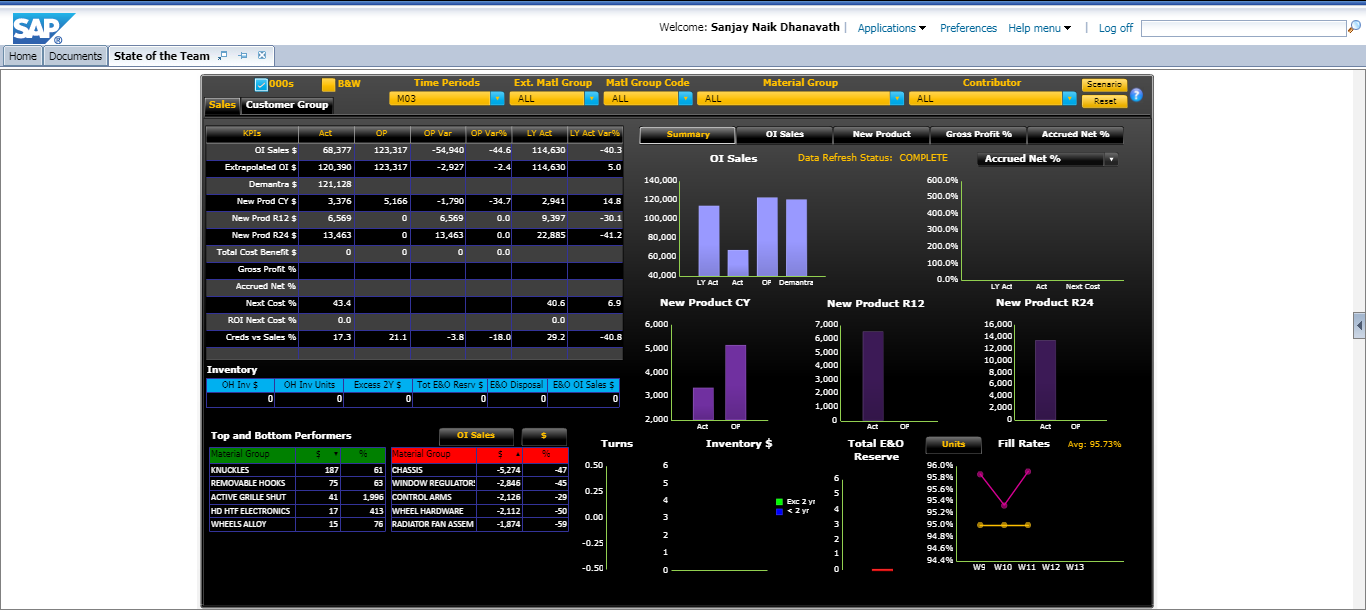 SAP ®
Welcome: Sanjay Naik Dhanavath | Applications Preferences Help menu | Log off
Home Documents State of the Team
000s B&W Time Periods Ext. Matl Group Matl Group Code Material Group Contributor Scenario
M03 ALL ALL ALL ALL Reset ?
Sales Customer Group
KPIs Act OP OP Var OP Var% LY Act LY Act Var%
OI Sales $ 68,377 123,317 -54,940 -44.6 114,630 -40.3
Extrapolated OI $ 120,390 123,317 -2,927 -2.4 114,630 5.0
Demantra $ 121,128
New Prod CY $ 3,376 5,166 -1,790 -34.7 2,941 14.8
New Prod R12 $ 6,569 0 6,569 0.0 9,397 -30.1
New Prod R24 $ 13,463 0 13,463 0.0 22,885 -41.2
Total Cost Benefit $ 0 0 0 0.0
Gross Profit %
Accrued Net %
Next Cost % 43.4 40.6 6.9
ROI Next Cost % 0.0 0.0
Creds vs Sales % 17.3 21.1 -3.8 -18.0 29.2 -40.8
Inventory
OH Inv $ OH Inv Units Excess 2Y $ Tot E&O Resrv $ E&O Disposal E&O OI Sales $
0 0 0 0 0 0
Top and Bottom Performers OI Sales $
Material Group $ % Material Group $ %
KNUCKLES 187 61 CHASSIS -5,274 -47
REMOVABLE HOOKS 75 63 WINDOW REGULATORS -2,846 -45
ACTIVE GRILLE SHUT 41 1,996 CONTROL ARMS -2,126 -29
HD HTF ELECTRONICS 17 413 WHEEL HARDWARE -2,112 -50
WHEELS ALLOY 15 76 RADIATOR FAN ASSEM -1,874 -59
Summary OI Sales New Product Gross Profit % Accrued Net %
OI Sales Data Refresh Status: COMPLETE Accrued Net %
140,000
120,000
100,000
80,000
60,000
40,000
LY Act Act OP Demantra
600.0%
500.0%
400.0%
300.0%
200.0%
100.0%
0.0%
LY Act Act Next Cost
New Product CY
6,000
5,000
4,000
3,000
2,000
Act OP
New Product R12
7,000
6,000
5,000
4,000
3,000
2,000
1,000
0
Act OP
New Product R24
16,000
14,000
12,000
10,000
8,000
6,000
4,000
2,000
0
Act OP
Turns
0.50
0.25
0.00
-0.25
-0.50
Inventory $
6
5
4
3
2
1
0
Exc 2 yr
< 2 yr
Total E&O
Reserve
6
5
4
3
2
1
0
Units Fill Rates Avg: 95.73%
96.0%
95.8%
95.6%
95.4%
95.2%
95.0%
94.8%
94.6%
94.4%
W9 W10 W11 W12 W13